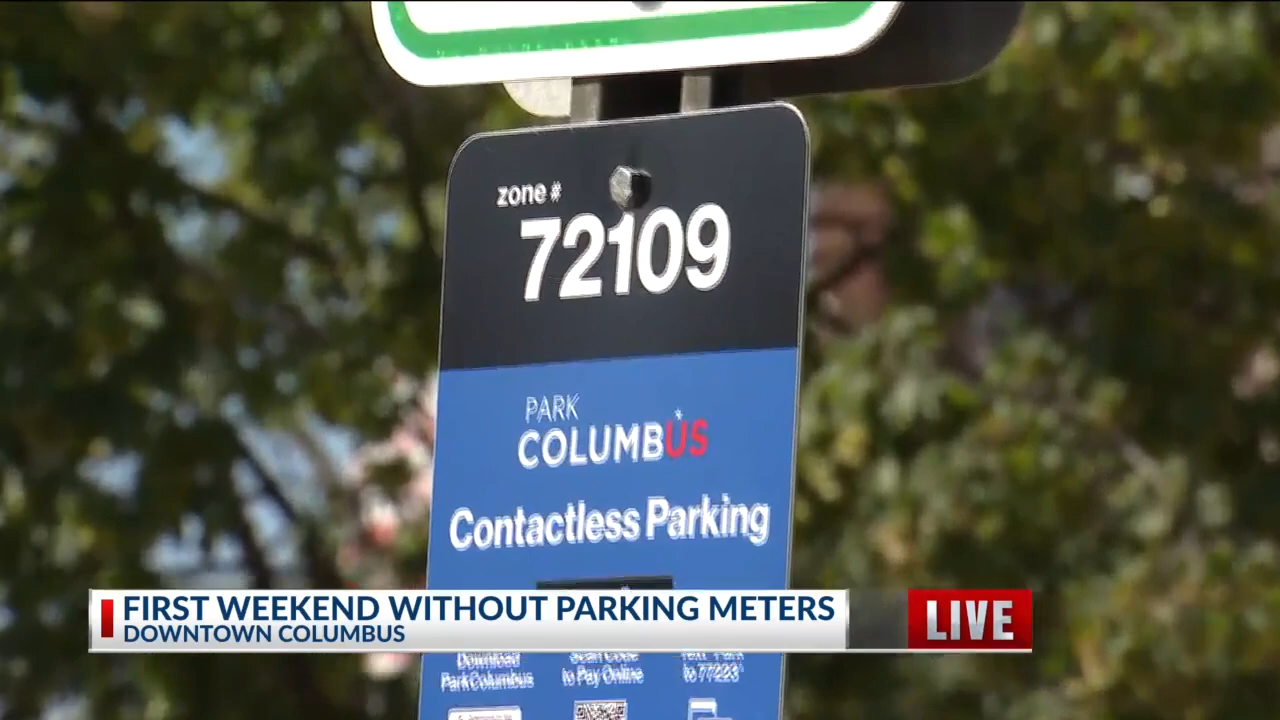 zone #
72109
PARK
COLUMBUS
Contactless Parking
FIRST WEEKEND WITHOUT PARKING METERS
DOWNTOWN COLUMBUS
LIVE
Download
ParkColumbus
Scan Code
to Pay Online
Text "Park"
to 77223